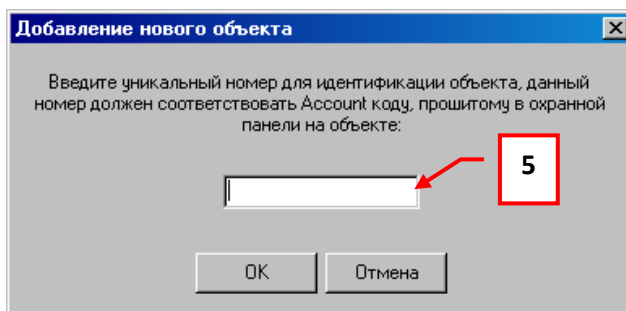 Добавление нового объекта
Введите уникальный номер для идентификации объекта, данный
номер должен соответствовать Account коду, прошитому в охранной
панели на объекте:
5
OK
Отмена